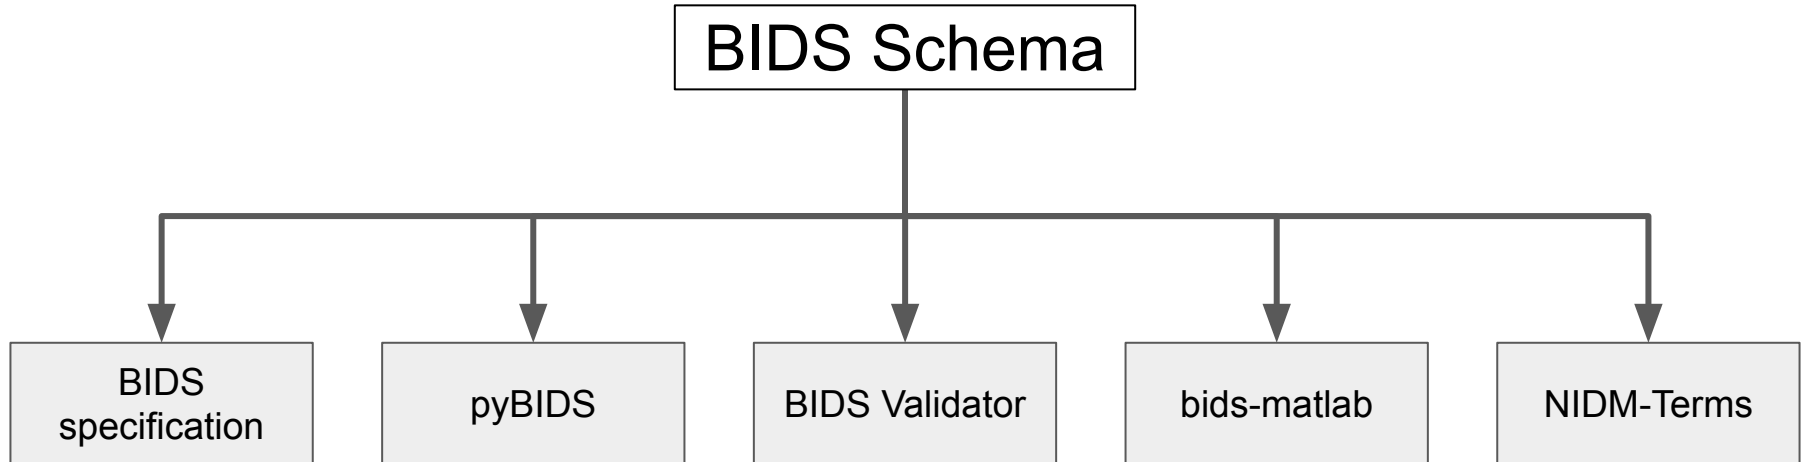 BIDS Schema
BIDS
specification
pyBIDS
BIDS Validator
bids-matlab
NIDM-Terms